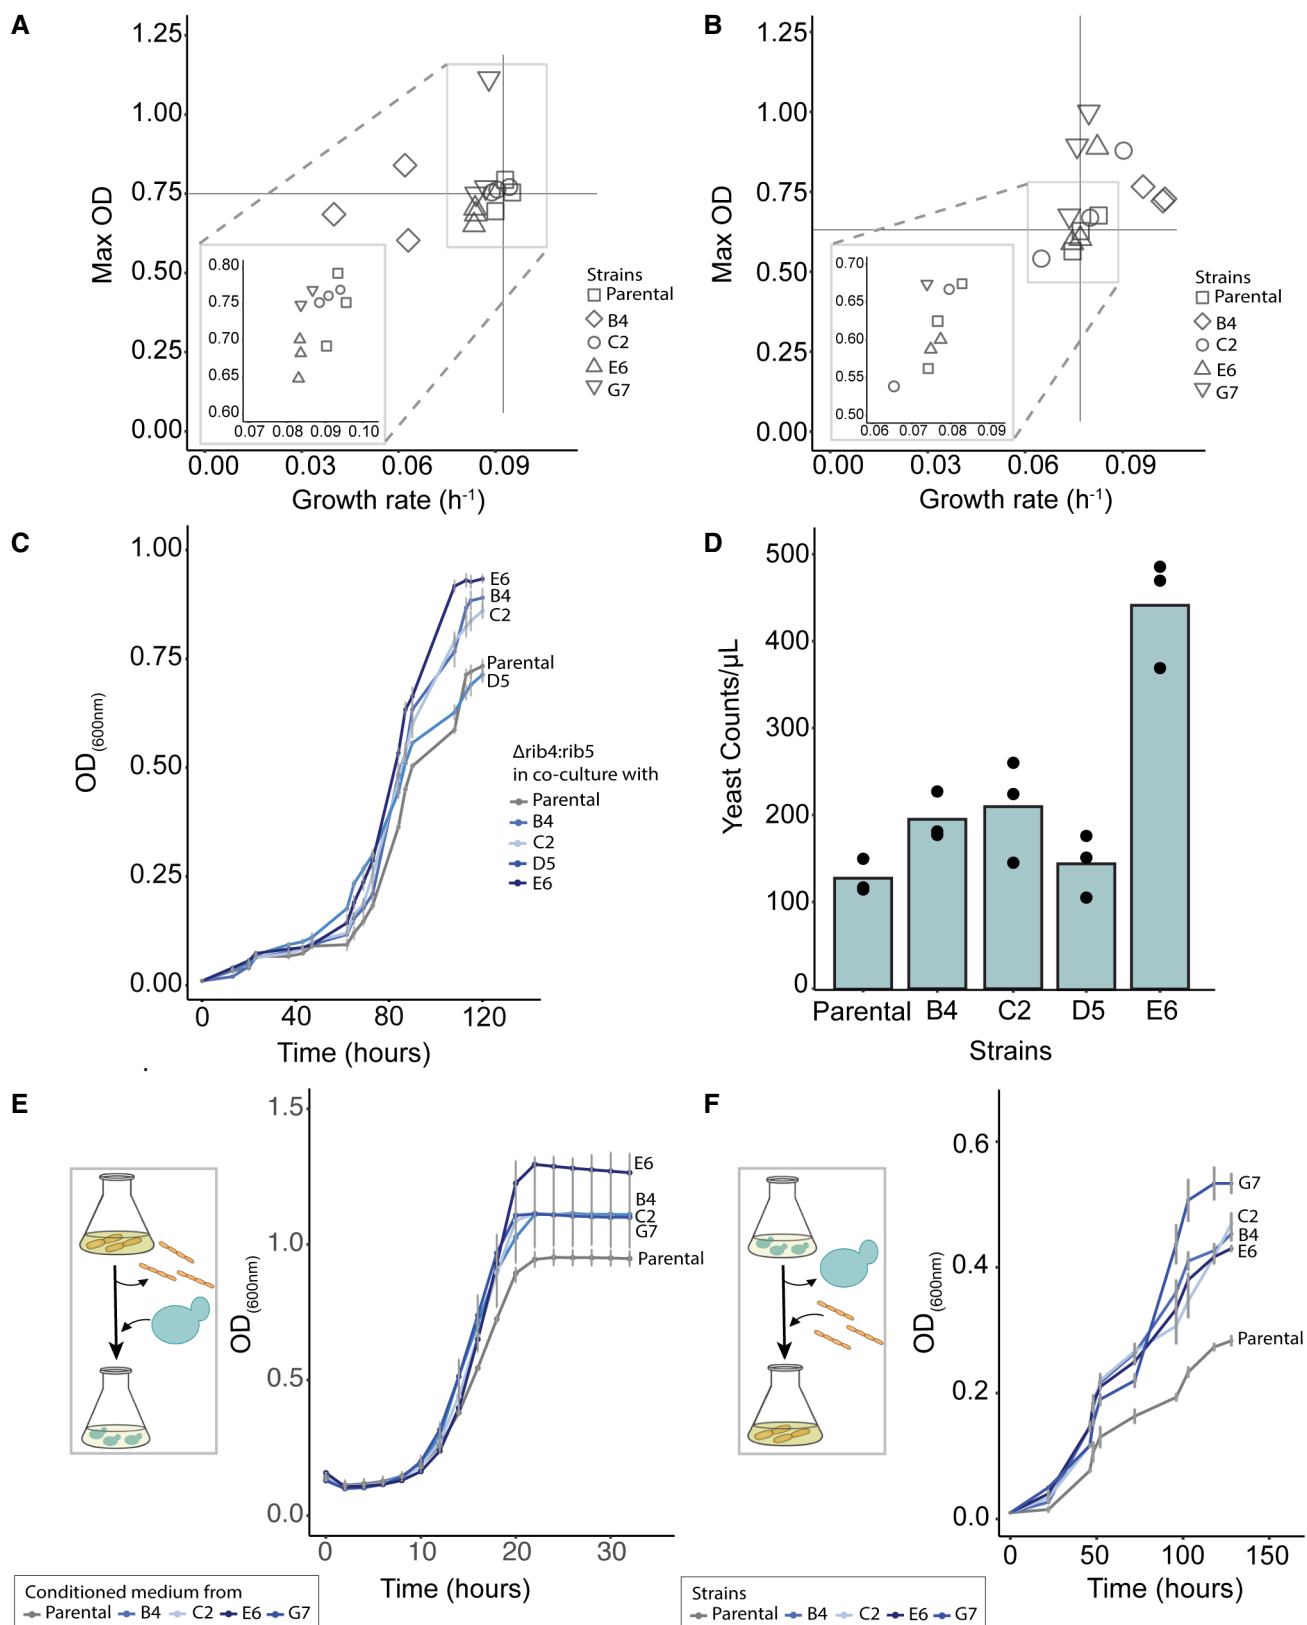 A
1.25
1.00
0.75
0.50
0.25
0.00
Max OD
0.80
0.75
0.70
0.65
0.60
0.07 0.08 0.09 0.10
0.00 0.03 0.06 0.09
Growth rate (h-1)
Strains
Parental
B4
C2
E6
G7
B
1.25
1.00
0.75
0.50
0.25
0.00
Max OD
0.70
0.65
0.60
0.55
0.50
0.06 0.07 0.08 0.09
0.00 0.03 0.06 0.09
Growth rate (h-1)
Strains
Parental
B4
C2
E6
G7
C
1.00
0.75
0.50
0.25
0.00
OD(600nm)
E6
B4
C2
Parental
D5
Δrib4:rib5
in co-culture with
Parental
B4
C2
D5
E6
0 40 80 120
Time (hours)
D
500
400
300
200
100
0
Yeast Counts/µL
Parental B4 C2 D5 E6
Strains
E
1.5
1.0
0.5
0.0
OD(600nm)
E6
B4
C2
G7
Parental
0 10 20 30
Time (hours)
Conditioned medium from
Parental B4 C2 E6 G7
F
0.6
0.4
0.2
0.0
OD(600nm)
G7
C2
B4
E6
Parental
0 50 100 150
Time (hours)
Strains
Parental B4 C2 E6 G7